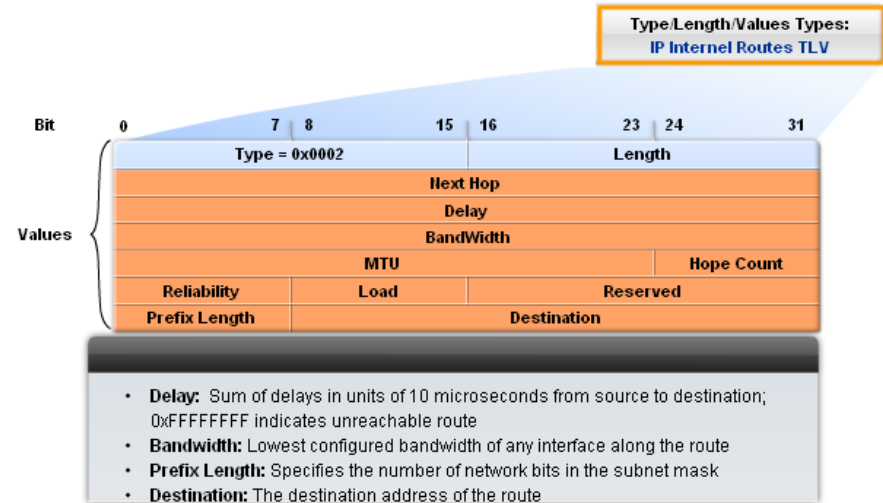 Type/Length/Values Types:
IP Internel Routes TLV
Bit 0 7 8 15 16 23 24 31
Type = 0x0002 Length
Next Hop
Delay
Values
BandWidth
MTU Hope Count
Reliability Load Reserved
Prefix Length Destination
• Delay: Sum of delays in units of 10 microseconds from source to destination;
0xFFFFFFFF indicates unreachable route
• Bandwidth: Lowest configured bandwidth of any interface along the route
• Prefix Length: Specifies the number of network bits in the subnet mask
• Destination: The destination address of the route